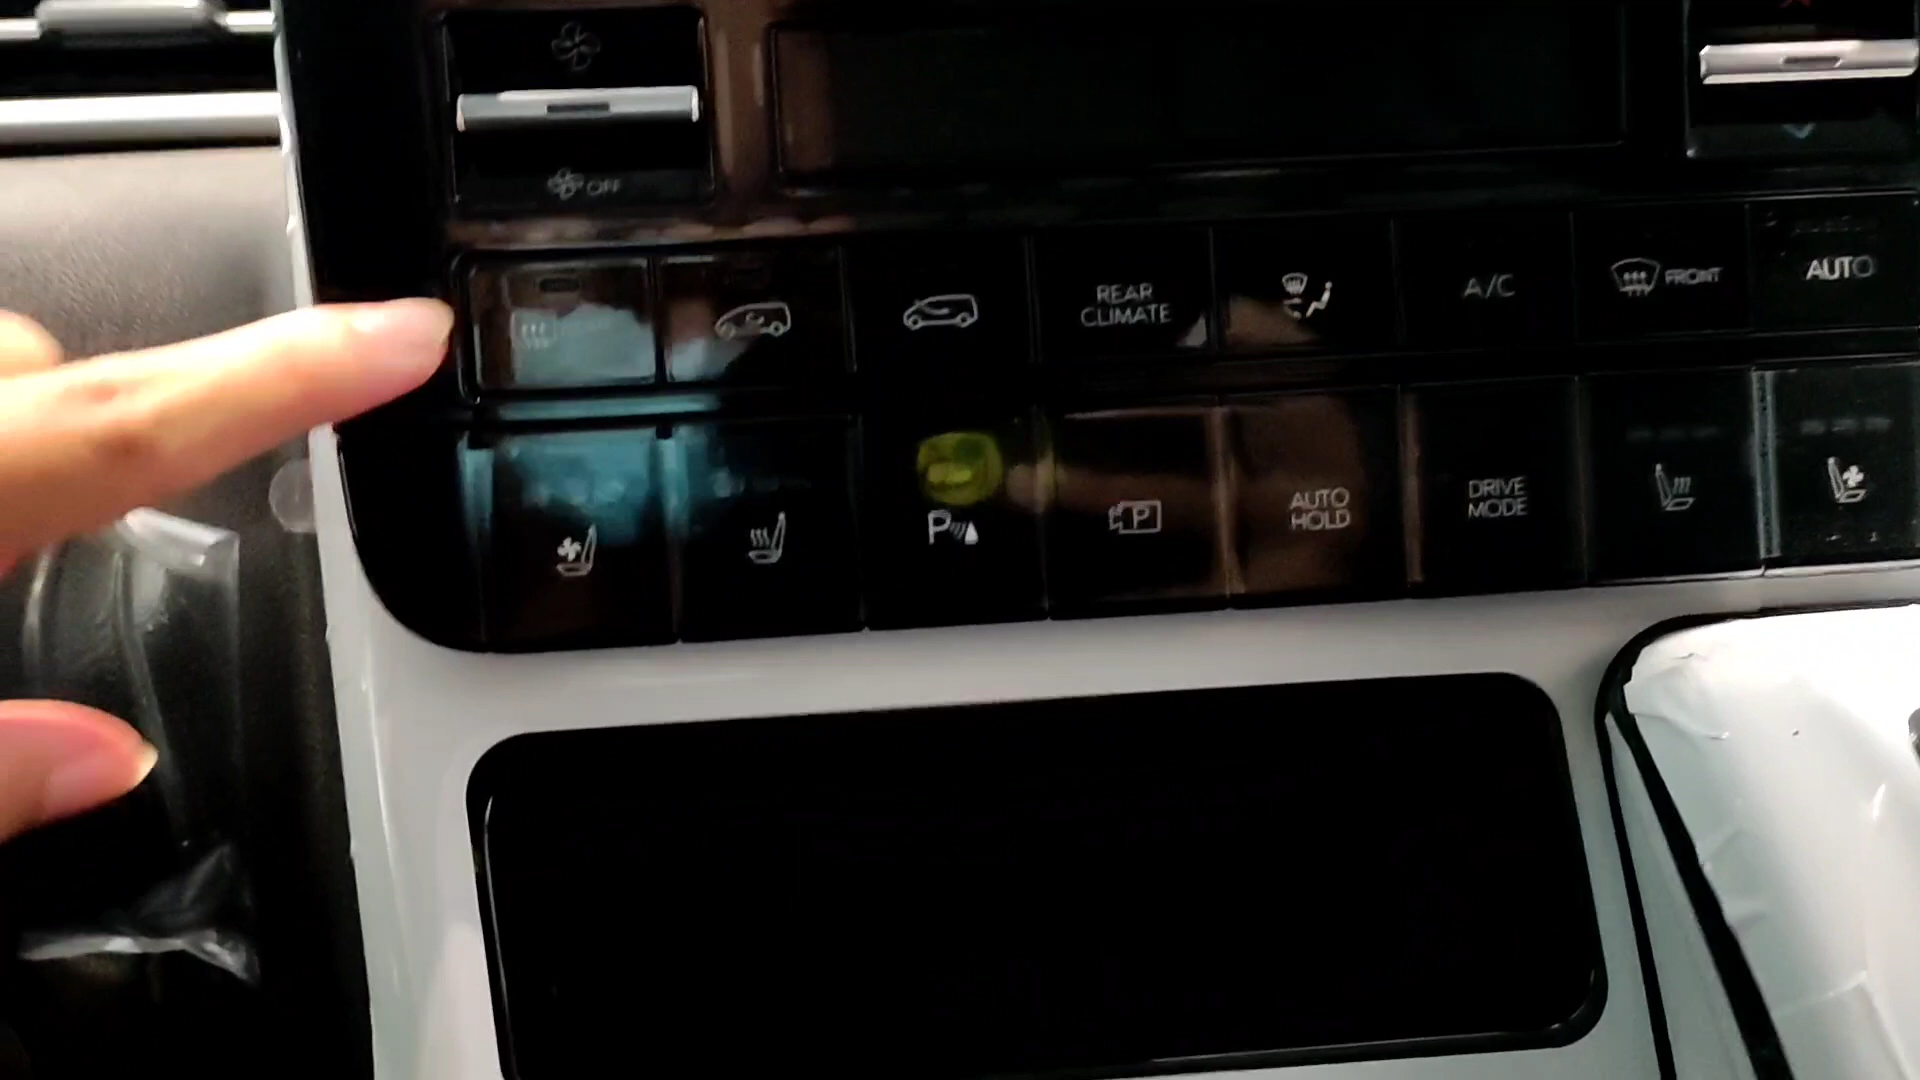 OFF
REAR
CLIMATE
A/C
FRONT
AUTO
P
P
AUTO
HOLD
DRIVE
MODE